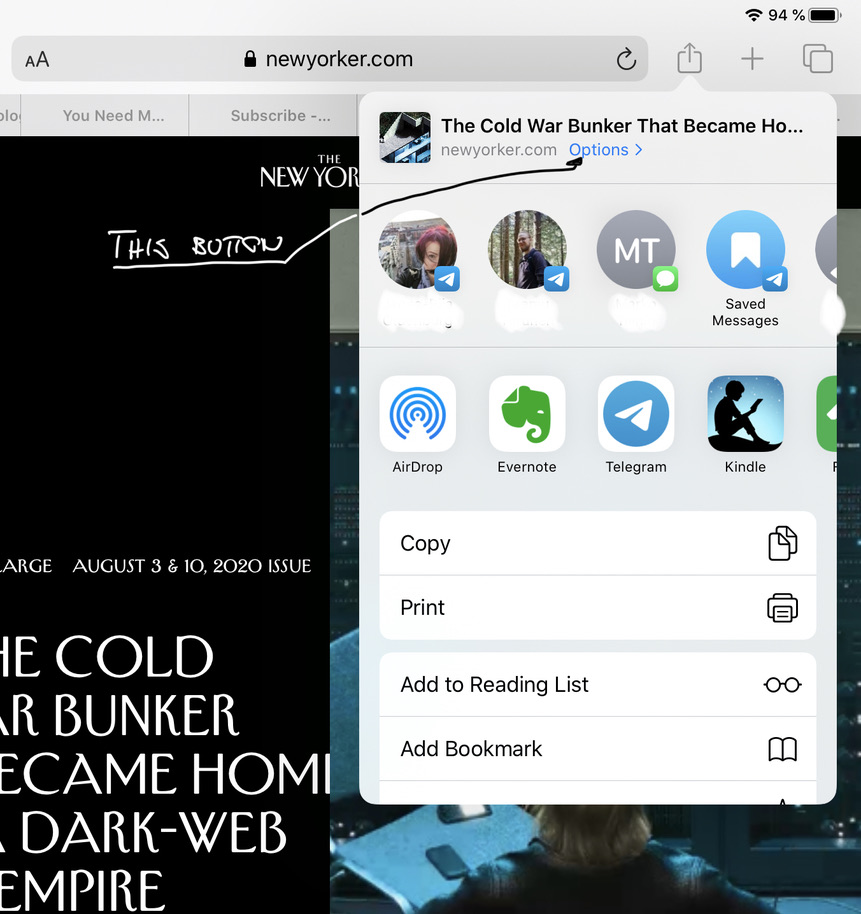 94 %
AA newyorker.com
You Need M...
Subscribe -...
The Cold War Bunker That Became Ho...
newyorker.com Options >
THE
NEW YOR
THIS BUTTON
MT
Saved
Messages
AirDrop Evernote Telegram Kindle
Copy
Print
LARGE AUGUST 3 & 10, 2020 ISSUE
Add to Reading List
Add Bookmark
HE COLD
AR BUNKER
ECAME HOM
A DARK-WEB
EMPIRE